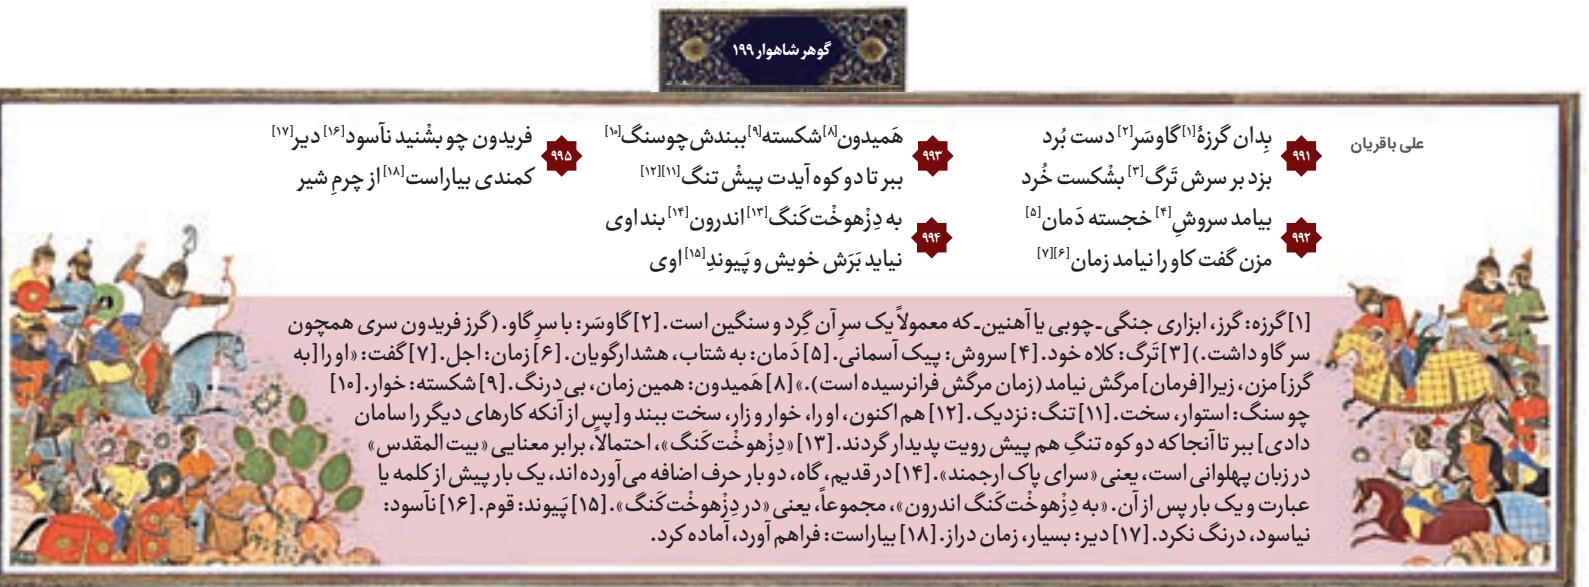 گوهر شاهوار ۱۹۹
علی باقریان
۹۹۱
بِدان گرزهٔ[۱] گاوسَر[۲] دست بُرد
بزد بر سرش تَرگ[۳] بشْکست خُرد
۹۹۲
بیامد سروشِ[۴] خجسته دَمان[۵]
مزن گفت کاو را نیامد زمان[۶][۷]
۹۹۳
هَمیدون[۸] شکسته[۹] ببندش چو سنگ[۱۰]
ببر تا دو کوه آیدت پیشْ تنگ[۱۱][۱۲]
۹۹۴
به دِژْهوخْت‌کَنگ[۱۳] اندرون[۱۴] بند اوی
نیاید بَرَش خویش و پَیوندِ[۱۵] اوی
۹۹۵
فریدون چو بشْنید ناَسود[۱۶] دیر[۱۷]
کمندی بیاراست[۱۸] از چرمِ شیر
[۱] گرزه: گرز، ابزاری جنگی ـ چوبی یا آهنین ـ که معمولاً یک سرِ آن گِرد و سنگین است. [۲] گاوسَر: با سرِ گاو. (گرز فریدون سری همچون
سر گاو داشت.) [۳] تَرگ: کلاه خود. [۴] سروش: پیک آسمانی. [۵] دَمان: به شتاب، هشدارگویان. [۶] زمان: اجل. [۷] گفت: «او را [به
گرز] مزن، زیرا [فرمان] مرگش نیامد (زمان مرگش فرانرسیده است).» [۸] هَمیدون: همین زمان، بی‌درنگ. [۹] شکسته: خوار. [۱۰]
چو سنگ: استوار، سخت. [۱۱] تنگ: نزدیک. [۱۲] هم اکنون، او را، خوار و زار، سخت ببند و [پس از آنکه کارهای دیگر را سامان
دادی] ببر تا آنجا که دو کوه تنگِ هم پیش رویت پدیدار گردند. [۱۳] «دِژْهوخْت‌کَنگ»، احتمالاً، برابر معنایی «بیت المقدس»
در زبان پهلوانی است، یعنی «سرای پاک ارجمند». [۱۴] در قدیم، گاه، دو بار حرف اضافه می‌آورده اند، یک بار پیش از کلمه یا
عبارت و یک بار پس از آن. «به دِژْهوخْت‌کَنگ اندرون»، مجموعاً، یعنی «در دِژْهوخْت‌کَنگ». [۱۵] پَیوند: قوم. [۱۶] نآسود:
نیاسود، درنگ نکرد. [۱۷] دیر: بسیار، زمان دراز. [۱۸] بیاراست: فراهم آورد، آماده کرد.